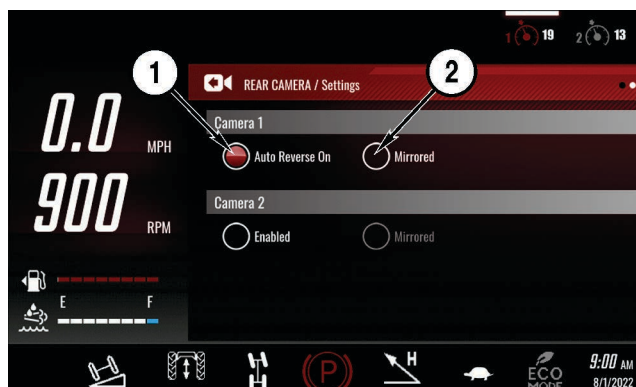 1 19 2 13
1 2
REAR CAMERA / Settings
Camera 1
0.0 MPH
Auto Reverse On Mirrored
900 RPM
Camera 2
Enabled Mirrored
E F
P H
ECO
MODE
9:00 AM
8/1/2022